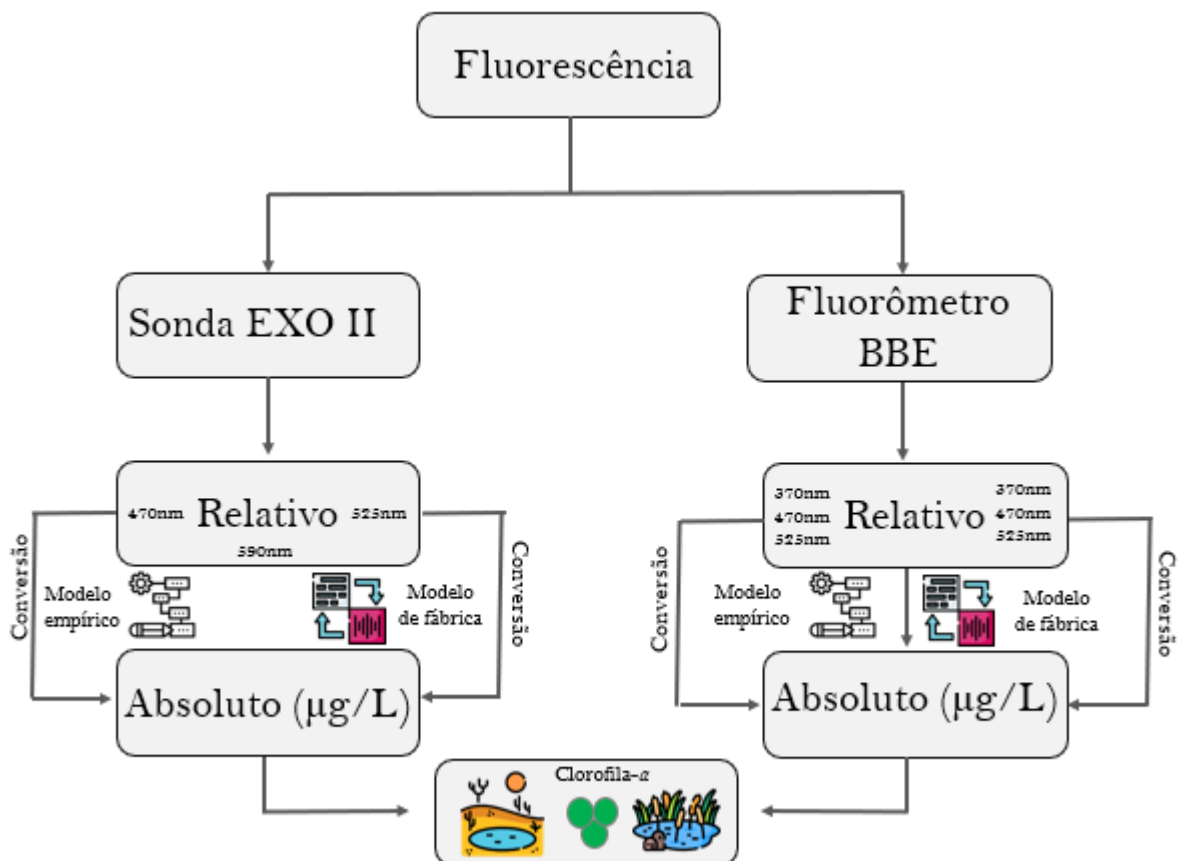 Fluorescência
Sonda EXO II
Fluorômetro
BBE
470nm
Relativo
525nm
590nm
370nm
470nm
525nm
Relativo
370nm
470nm
525nm
Conversão
Modelo
empírico
Modelo
de fábrica
Conversão
Conversão
Modelo
empírico
Modelo
de fábrica
Conversão
Absoluto (µg/L)
Absoluto (µg/L)
Clorofila-a